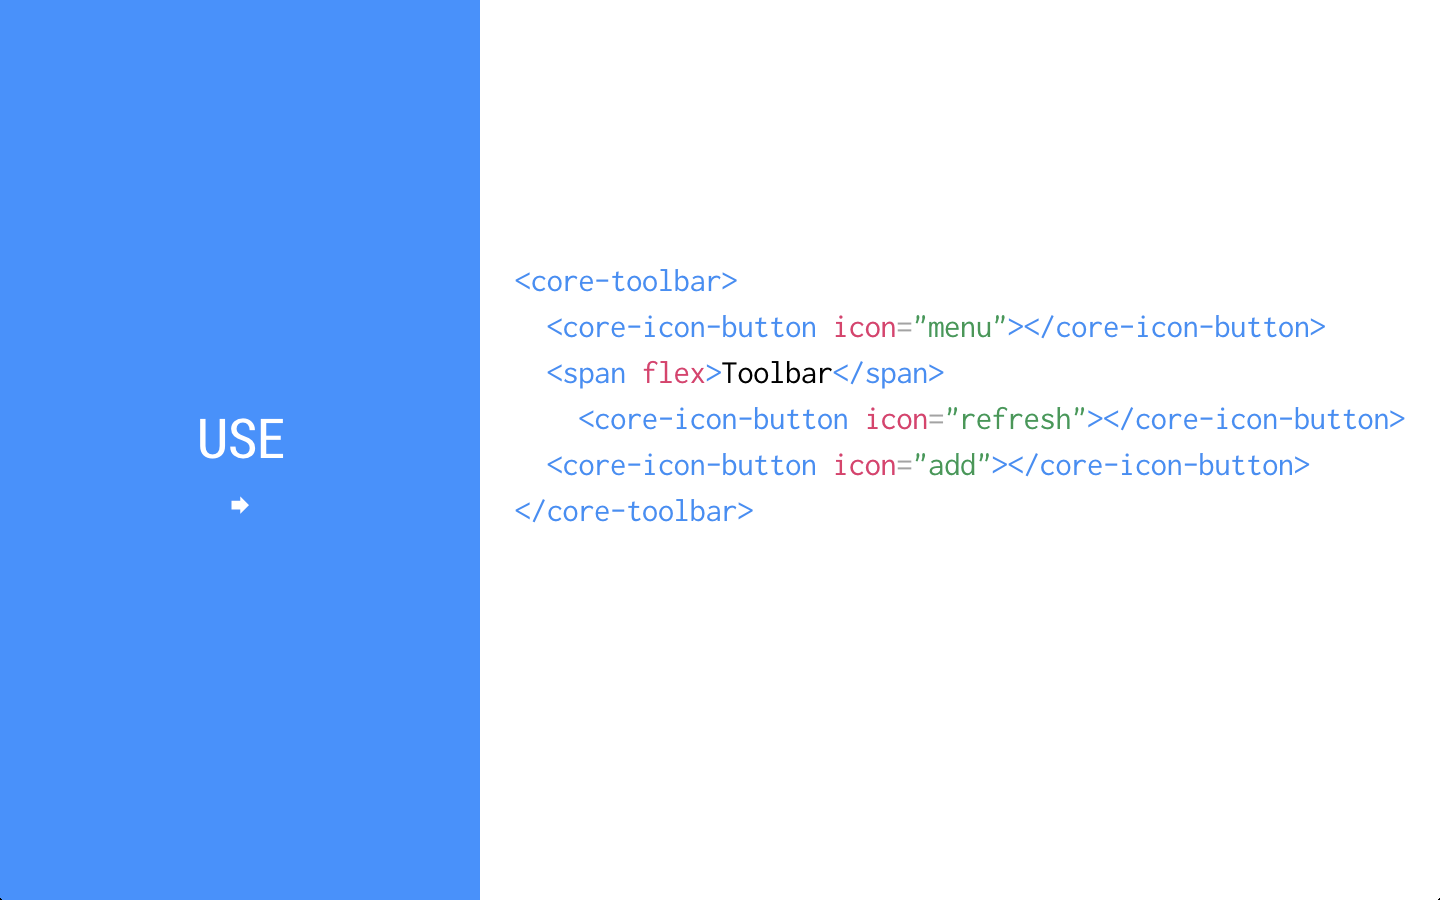 USE
<core-toolbar>
  <core-icon-button icon="menu"></core-icon-button>
  <span flex>Toolbar</span>
    <core-icon-button icon="refresh"></core-icon-button>
  <core-icon-button icon="add"></core-icon-button>
</core-toolbar>